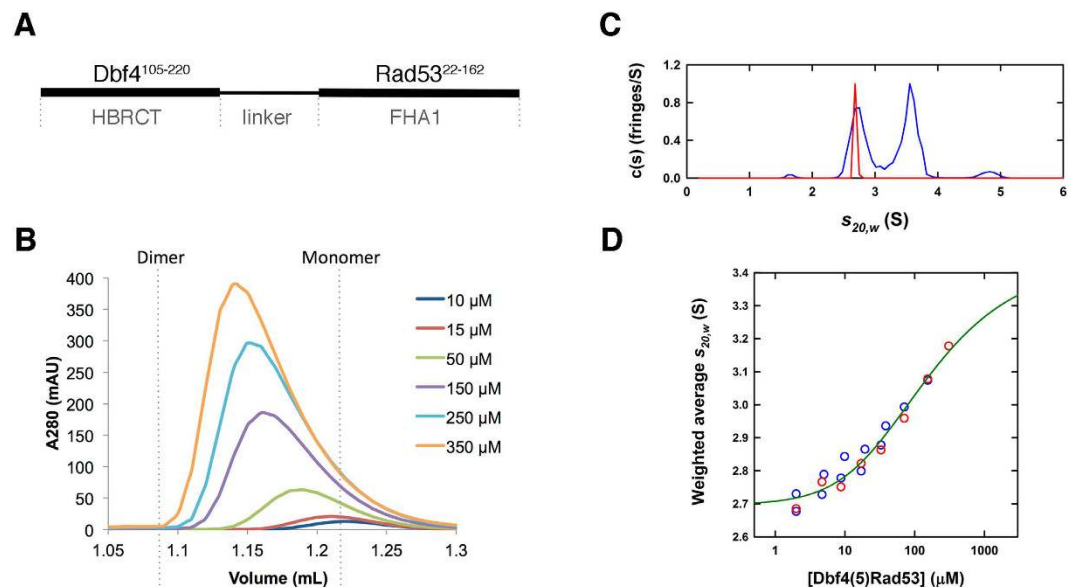 A
Dbf4105-220
Rad5322-162
HBRCT
linker
FHA1
B
Dimer
Monomer
400
350
300
250
200
150
100
50
0
A280 (mAU)
1.05
1.1
1.15
1.2
1.25
1.3
Volume (mL)
10 μM
15 μM
50 μM
150 μM
250 μM
350 μM
C
1.2
0.8
0.4
0.0
c(s) (fringes/S)
0
1
2
3
4
5
6
s20,w (S)
D
3.4
3.3
3.2
3.1
3.0
2.9
2.8
2.7
2.6
Weighted average s20,w (S)
1
10
100
1000
[Dbf4(5)Rad53] (μM)